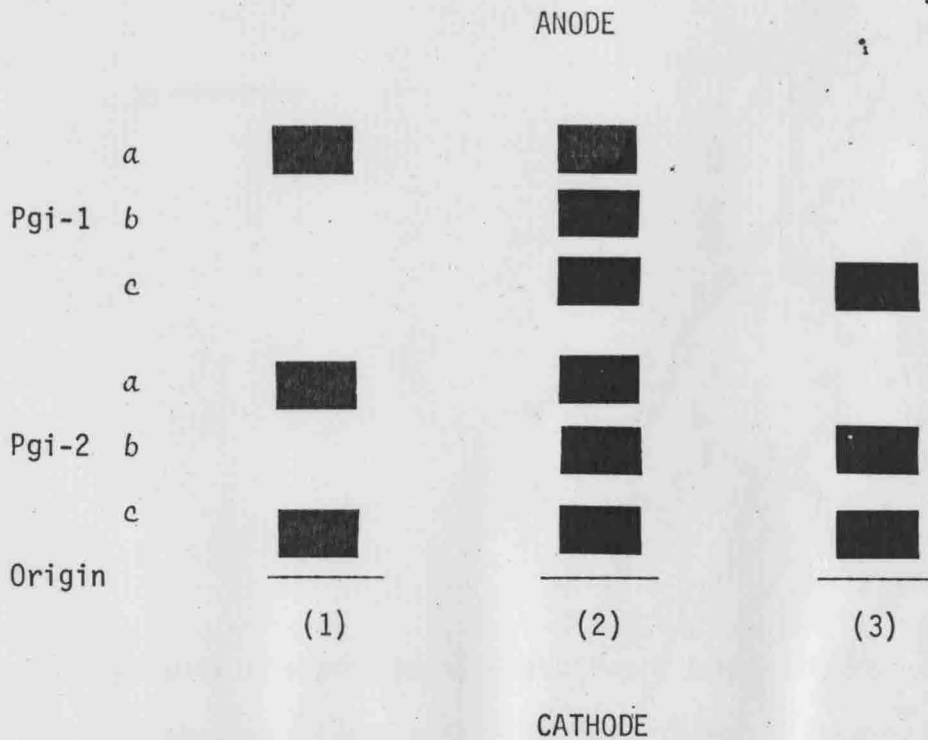 ANODE
a
Pgi-1 b
c
a
Pgi-2 b
c
Origin
(1) (2) (3)
CATHODE